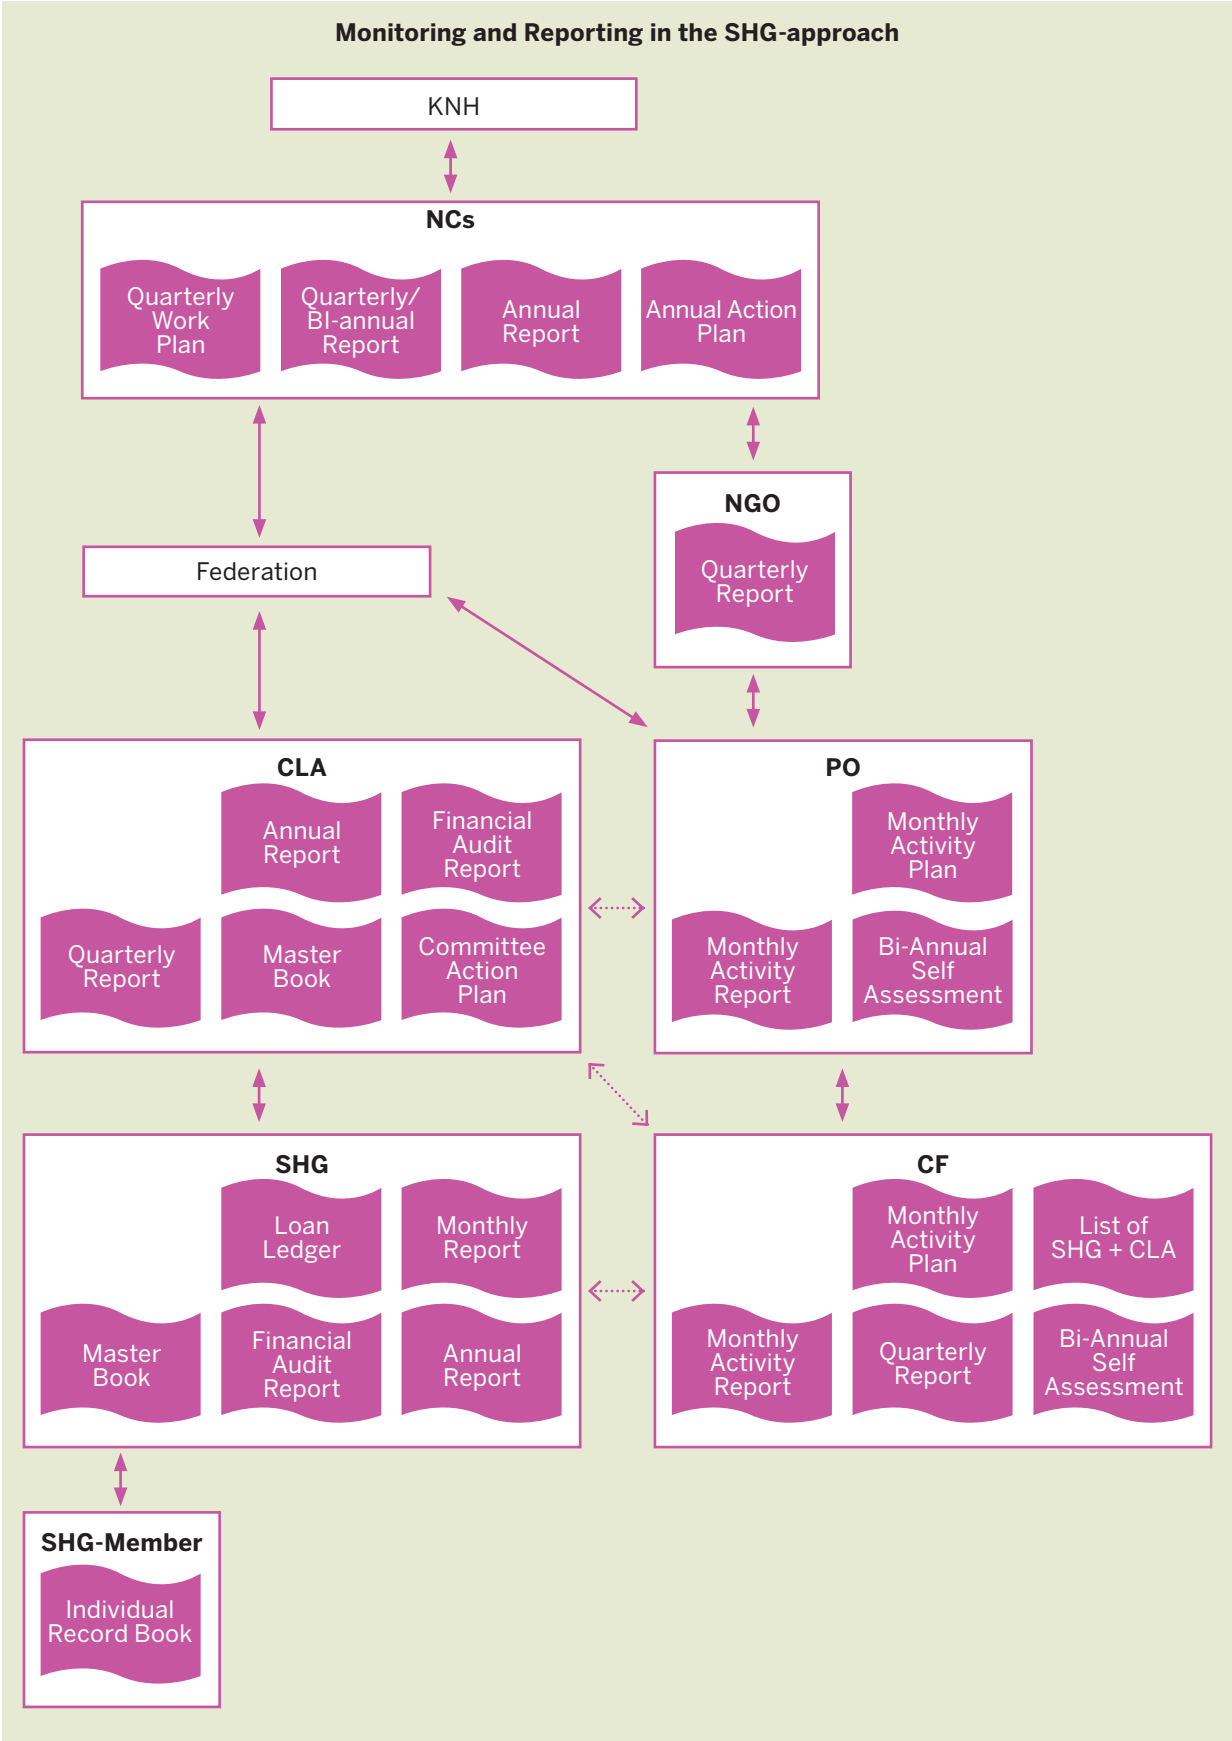 Monitoring and Reporting in the SHG-approach
KNH
NCs
Quarterly
Work
Plan
Quarterly/
BI-annual
Report
Annual
Report
Annual Action
Plan
NGO
Quarterly
Report
Federation
CLA
Annual
Report
Financial
Audit
Report
Quarterly
Report
Master
Book
Committee
Action
Plan
PO
Monthly
Activity
Plan
Monthly
Activity
Report
Bi-Annual
Self
Assessment
SHG
Loan
Ledger
Monthly
Report
Master
Book
Financial
Audit
Report
Annual
Report
CF
Monthly
Activity
Plan
List of
SHG + CLA
Monthly
Activity
Report
Quarterly
Report
Bi-Annual
Self
Assessment
SHG-Member
Individual
Record Book